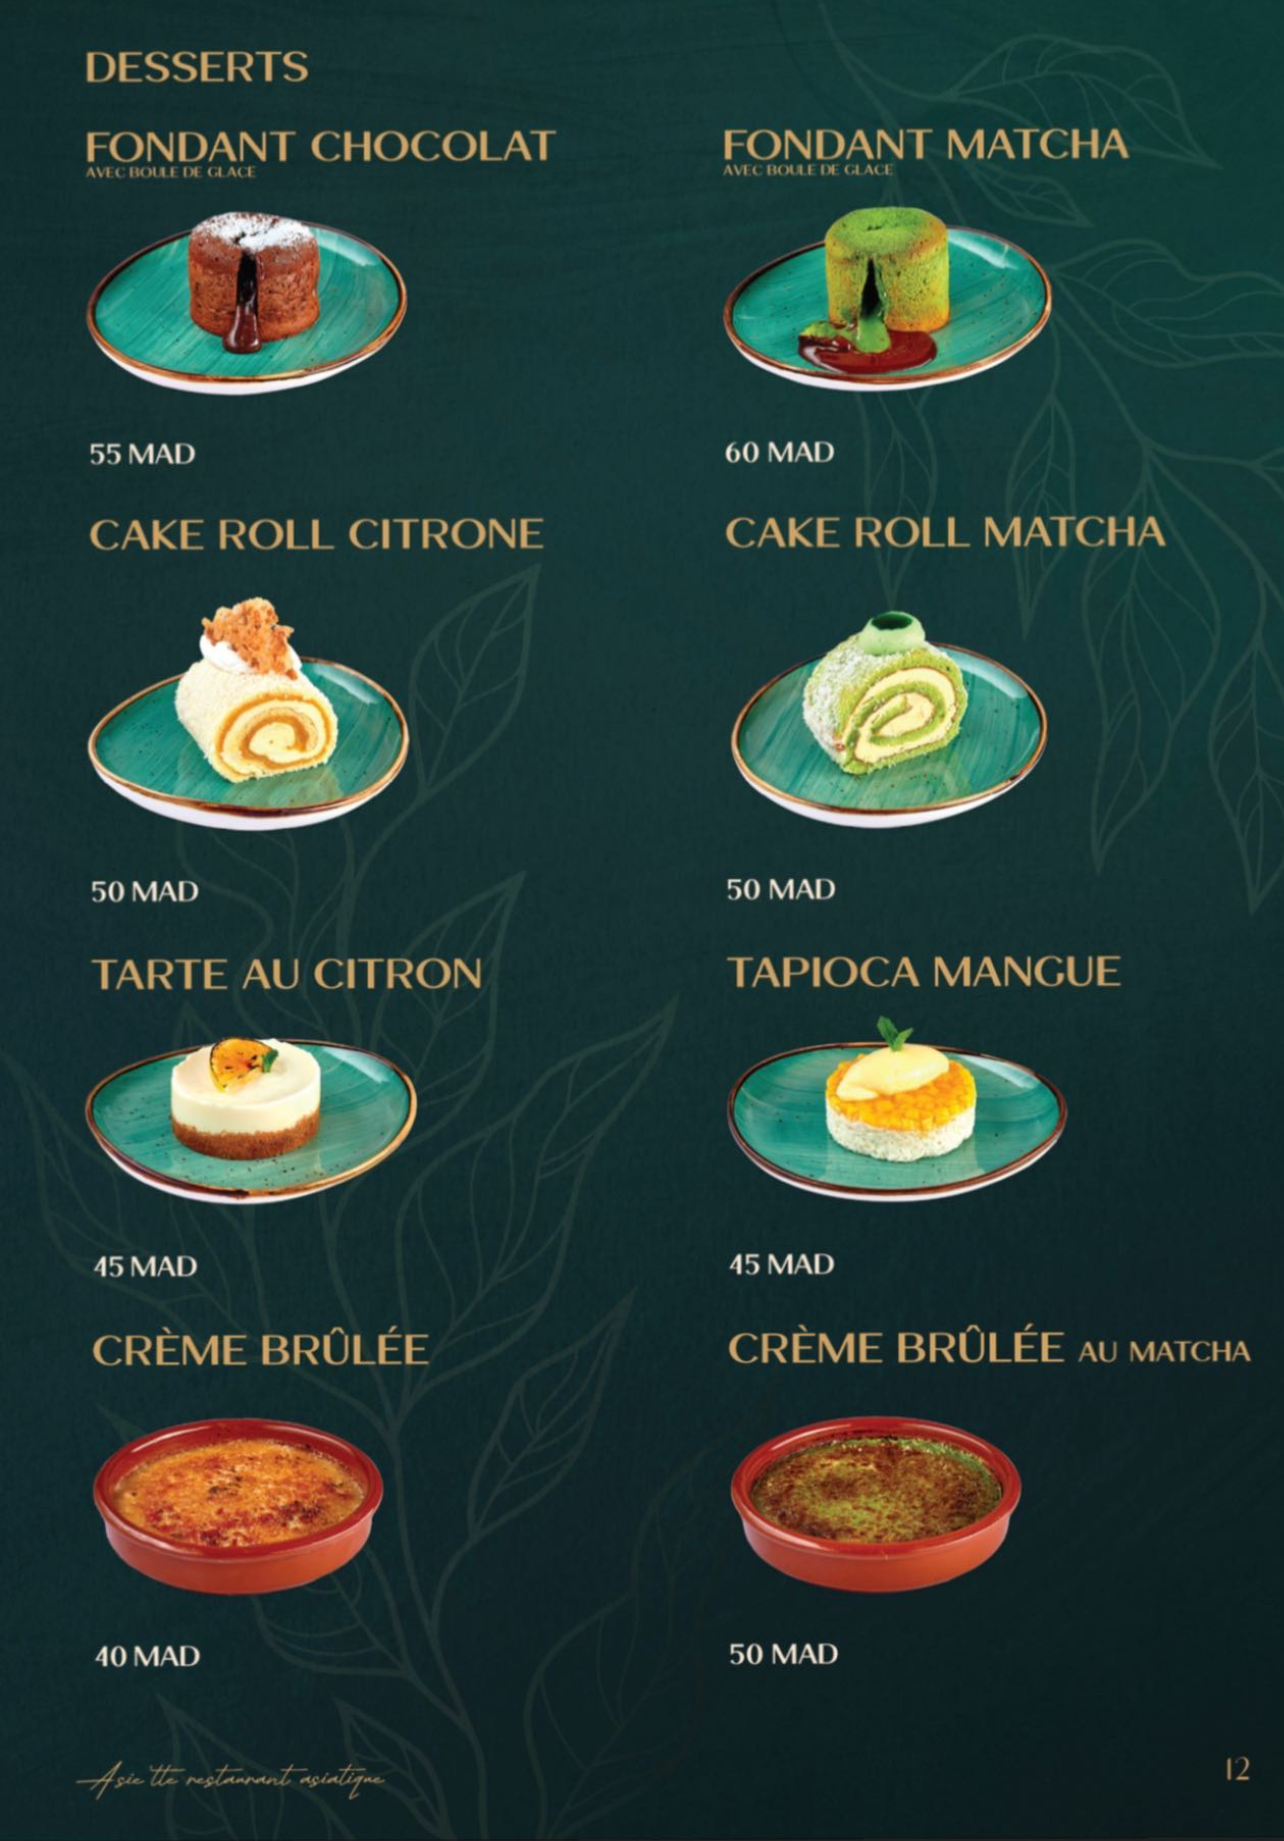 DESSERTS
FONDANT CHOCOLAT
AVEC BOULE DE GLACE
55 MAD
FONDANT MATCHA
AVEC BOULE DE GLACE
60 MAD
CAKE ROLL CITRONE
50 MAD
CAKE ROLL MATCHA
50 MAD
TARTE AU CITRON
45 MAD
TAPIOCA MANGUE
45 MAD
CRÈME BRÛLÉE
40 MAD
CRÈME BRÛLÉE AU MATCHA
50 MAD
Asie'tte restaurant asiatique
12